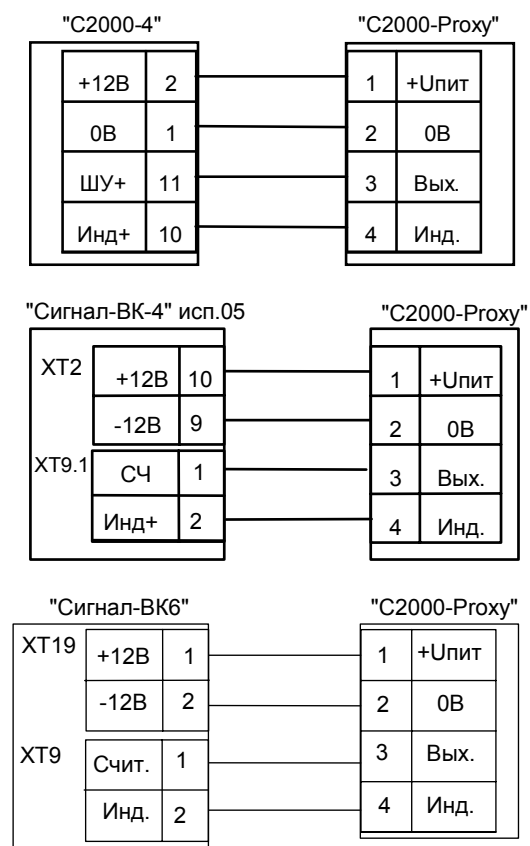 "С2000-4" "С2000-Proxy"
+12В 2 1 +Uпит
0В 1 2 0В
ШУ+ 11 3 Вых.
Инд+ 10 4 Инд.
"Сигнал-ВК-4" исп.05 "С2000-Proxy"
ХТ2 +12В 10 1 +Uпит
-12В 9 2 0В
ХТ9.1 СЧ 1 3 Вых.
Инд+ 2 4 Инд.
"Сигнал-ВК6" "С2000-Proxy"
ХТ19 +12В 1 1 +Uпит
-12В 2 2 0В
ХТ9 Счит. 1 3 Вых.
Инд. 2 4 Инд.